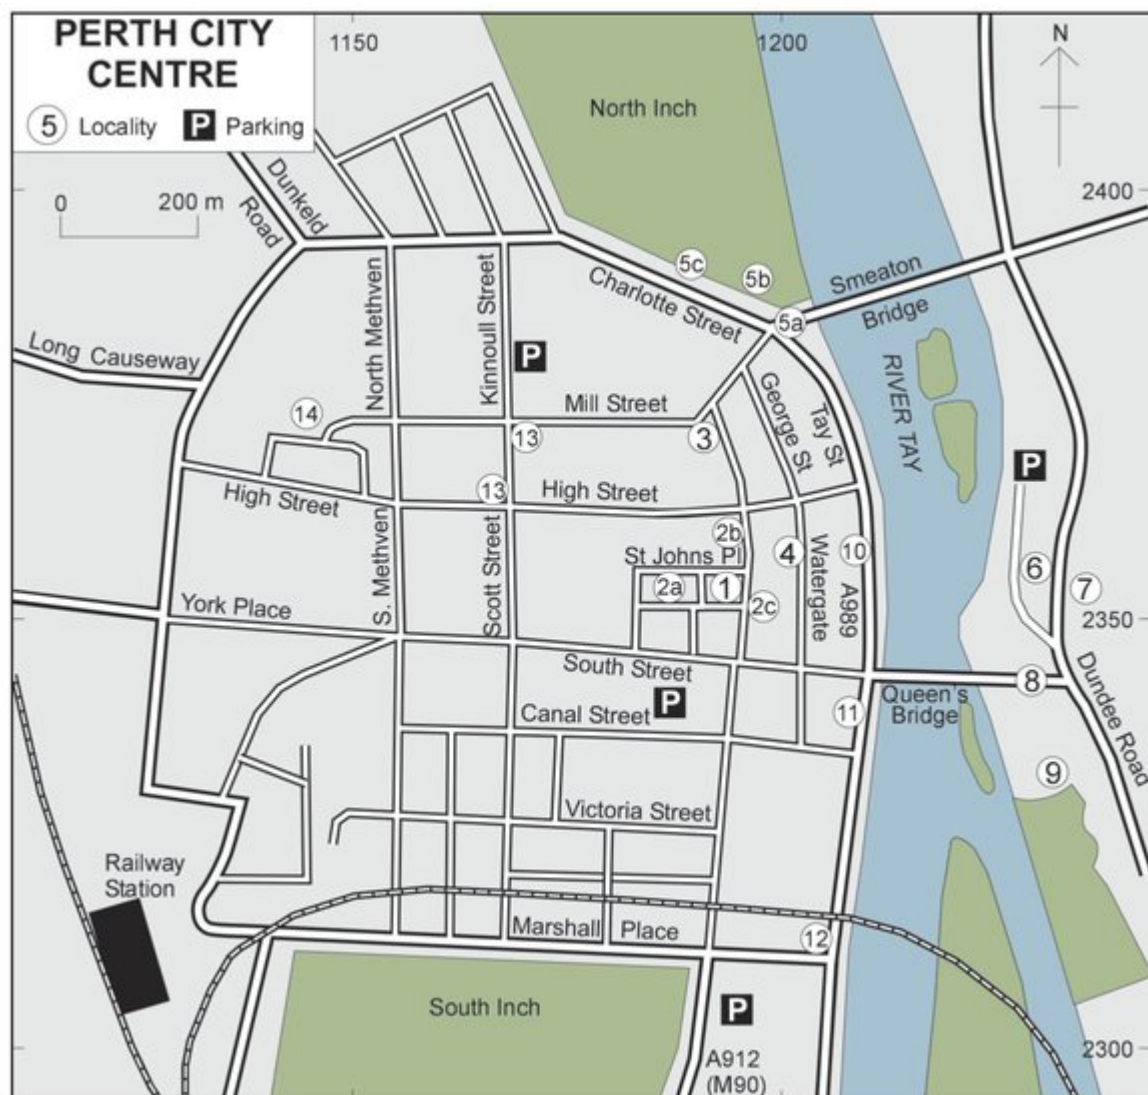 PERTH CITY
CENTRE
5 Locality P Parking
1150
1200
N
North Inch
2400
0 200 m
Dunkeld
Road
5c
5b
5a
Smeaton
Bridge
Charlotte Street
North Methven
Kinnoull Street
Long Causeway
P
RIVER TAY
George St
Tay St
Mill Street
14
13
3
P
13
High Street
High Street
2b
4
10
6
7
St Johns Pl
2a
1
2c
Watergate
A989
S. Methven
Scott Street
York Place
2350
South Street
8
Dundee Road
P
Queen's
Bridge
Canal Street
11
9
Victoria Street
Railway
Station
Marshall Place
12
South Inch
P
A912
(M90)
2300